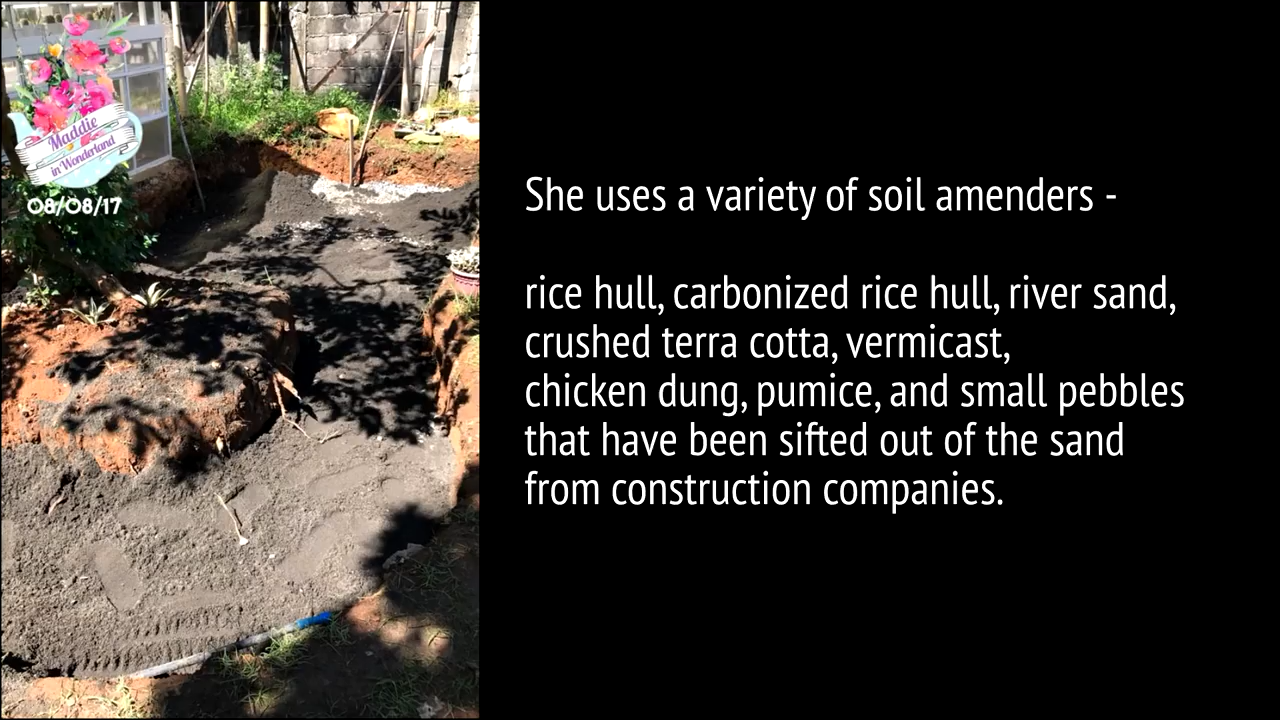 Maddie
in Wonderland
08/08/17
She uses a variety of soil amenders -
rice hull, carbonized rice hull, river sand,
crushed terra cotta, vermicast,
chicken dung, pumice, and small pebbles
that have been sifted out of the sand
from construction companies.